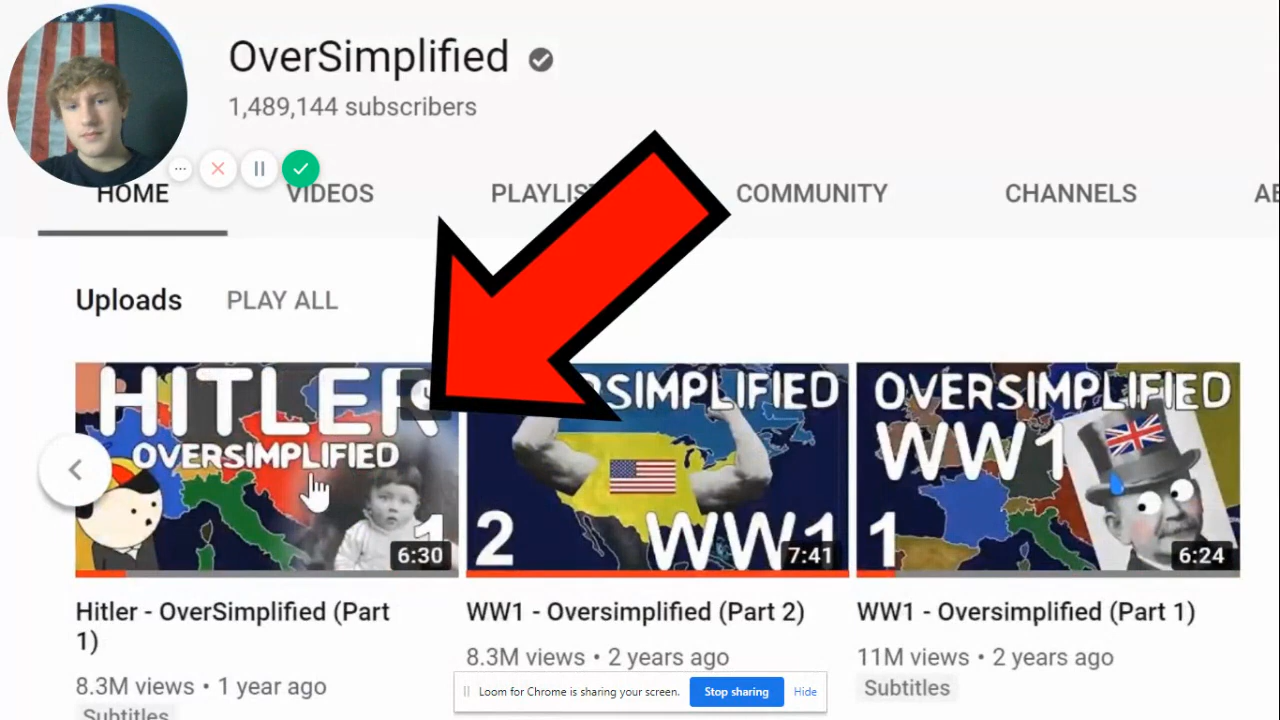 OverSimplified
1,489,144 subscribers
HOME VIDEOS COMMUNITY CHANNELS
Uploads PLAY ALL
HITLER
OVERSIMPLIFIED
1
6:30
2
WW1
7:41
OVERSIMPLIFIED
WW1
1
6:24
Hitler - OverSimplified (Part
1)
8.3M views • 1 year ago
Subtitles
WW1 - Oversimplified (Part 2)
8.3M views • 2 years ago
WW1 - Oversimplified (Part 1)
11M views • 2 years ago
Subtitles
Loom for Chrome is sharing your screen. Stop sharing Hide